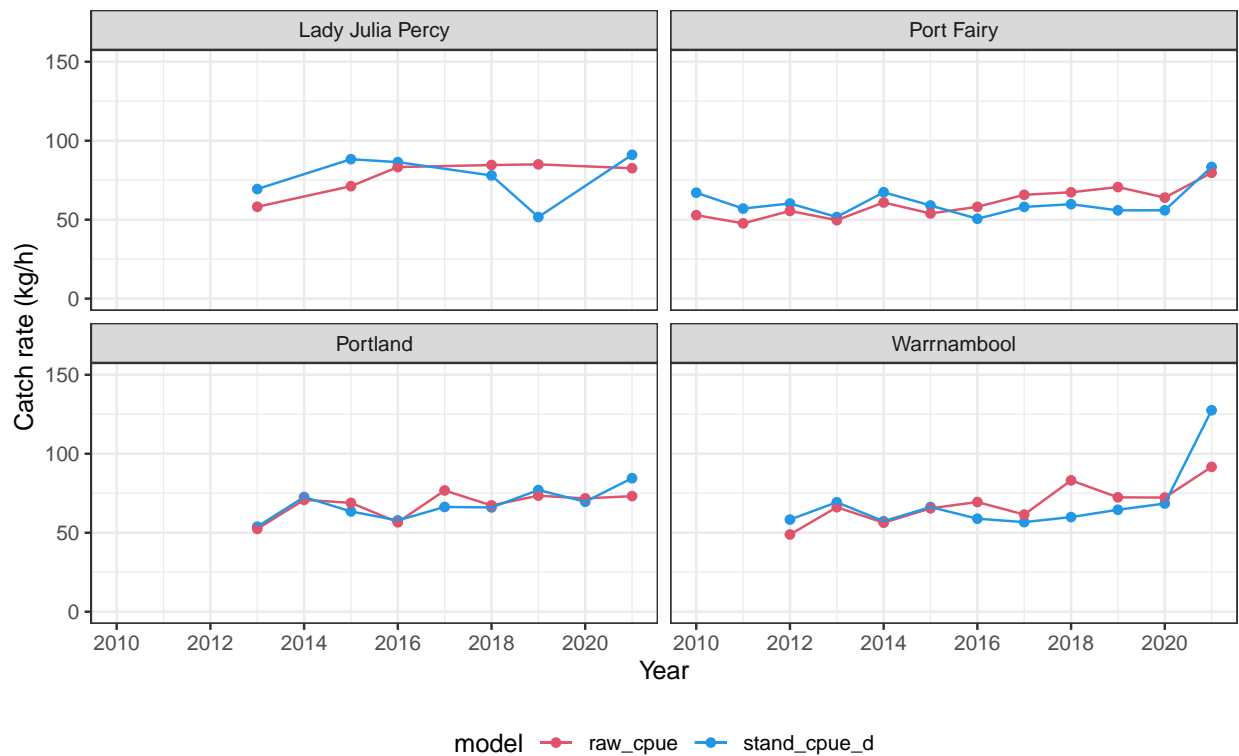 Lady Julia Percy
Port Fairy
150
100
50
0
Portland
Warrnambool
150
100
50
0
2010 2012 2014 2016 2018 2020
2010 2012 2014 2016 2018 2020
Catch rate (kg/h)
Year
model raw_cpue stand_cpue_d